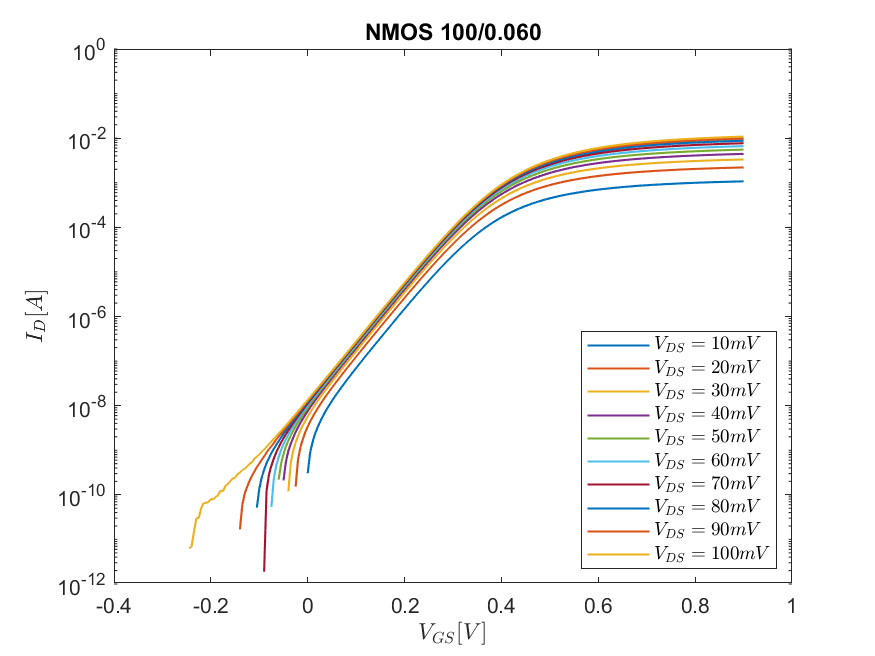 NMOS 100/0.060
10^0
10^-2
10^-4
10^-6
10^-8
10^-10
10^-12
I_D[A]
V_DS = 10mV
V_DS = 20mV
V_DS = 30mV
V_DS = 40mV
V_DS = 50mV
V_DS = 60mV
V_DS = 70mV
V_DS = 80mV
V_DS = 90mV
V_DS = 100mV
-0.4 -0.2 0 0.2 0.4 0.6 0.8 1
V_GS[V]